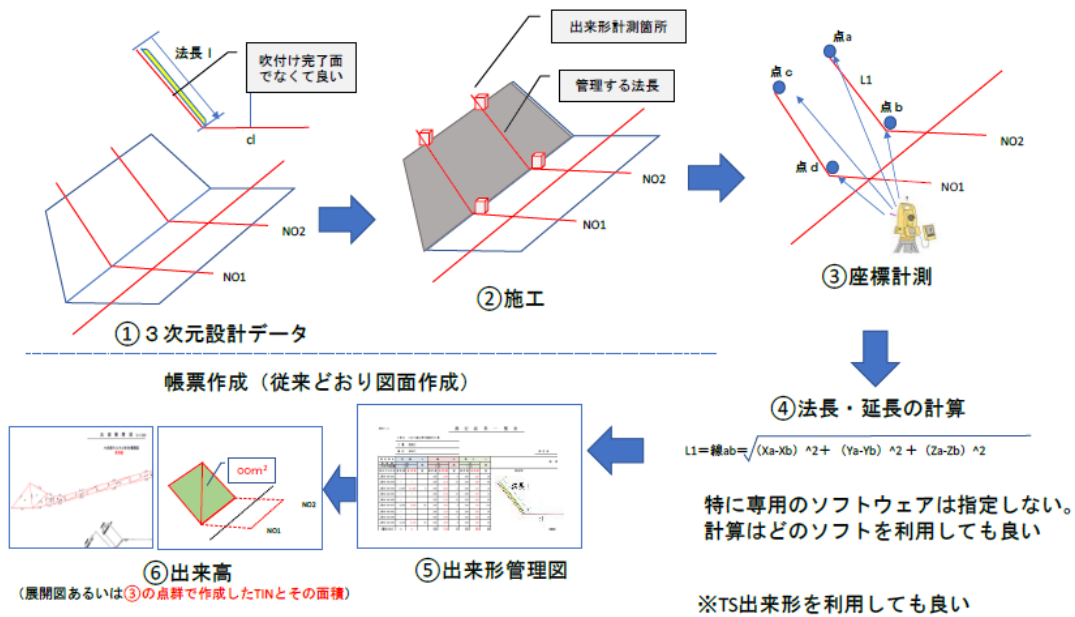 法長 l
吹付け完了面
でなくて良い
cl
NO2
NO1
①３次元設計データ
出来形計測箇所
管理する法長
NO2
NO1
②施工
点a
点c
L1
点b
点d
NO2
NO1
③座標計測
帳票作成（従来どおり図面作成）
④法長・延長の計算
L1＝線ab＝√(Xa-Xb) ^2＋ (Ya-Yb) ^2 ＋ (Za-Zb) ^2
特に専用のソフトウェアは指定しない。
計算はどのソフトを利用しても良い
※TS出来形を利用しても良い
法長 l
cl
⑤出来形管理図
○○m²
NO2
NO1
⑥出来高
（展開図あるいは③の点群で作成したTINとその面積）